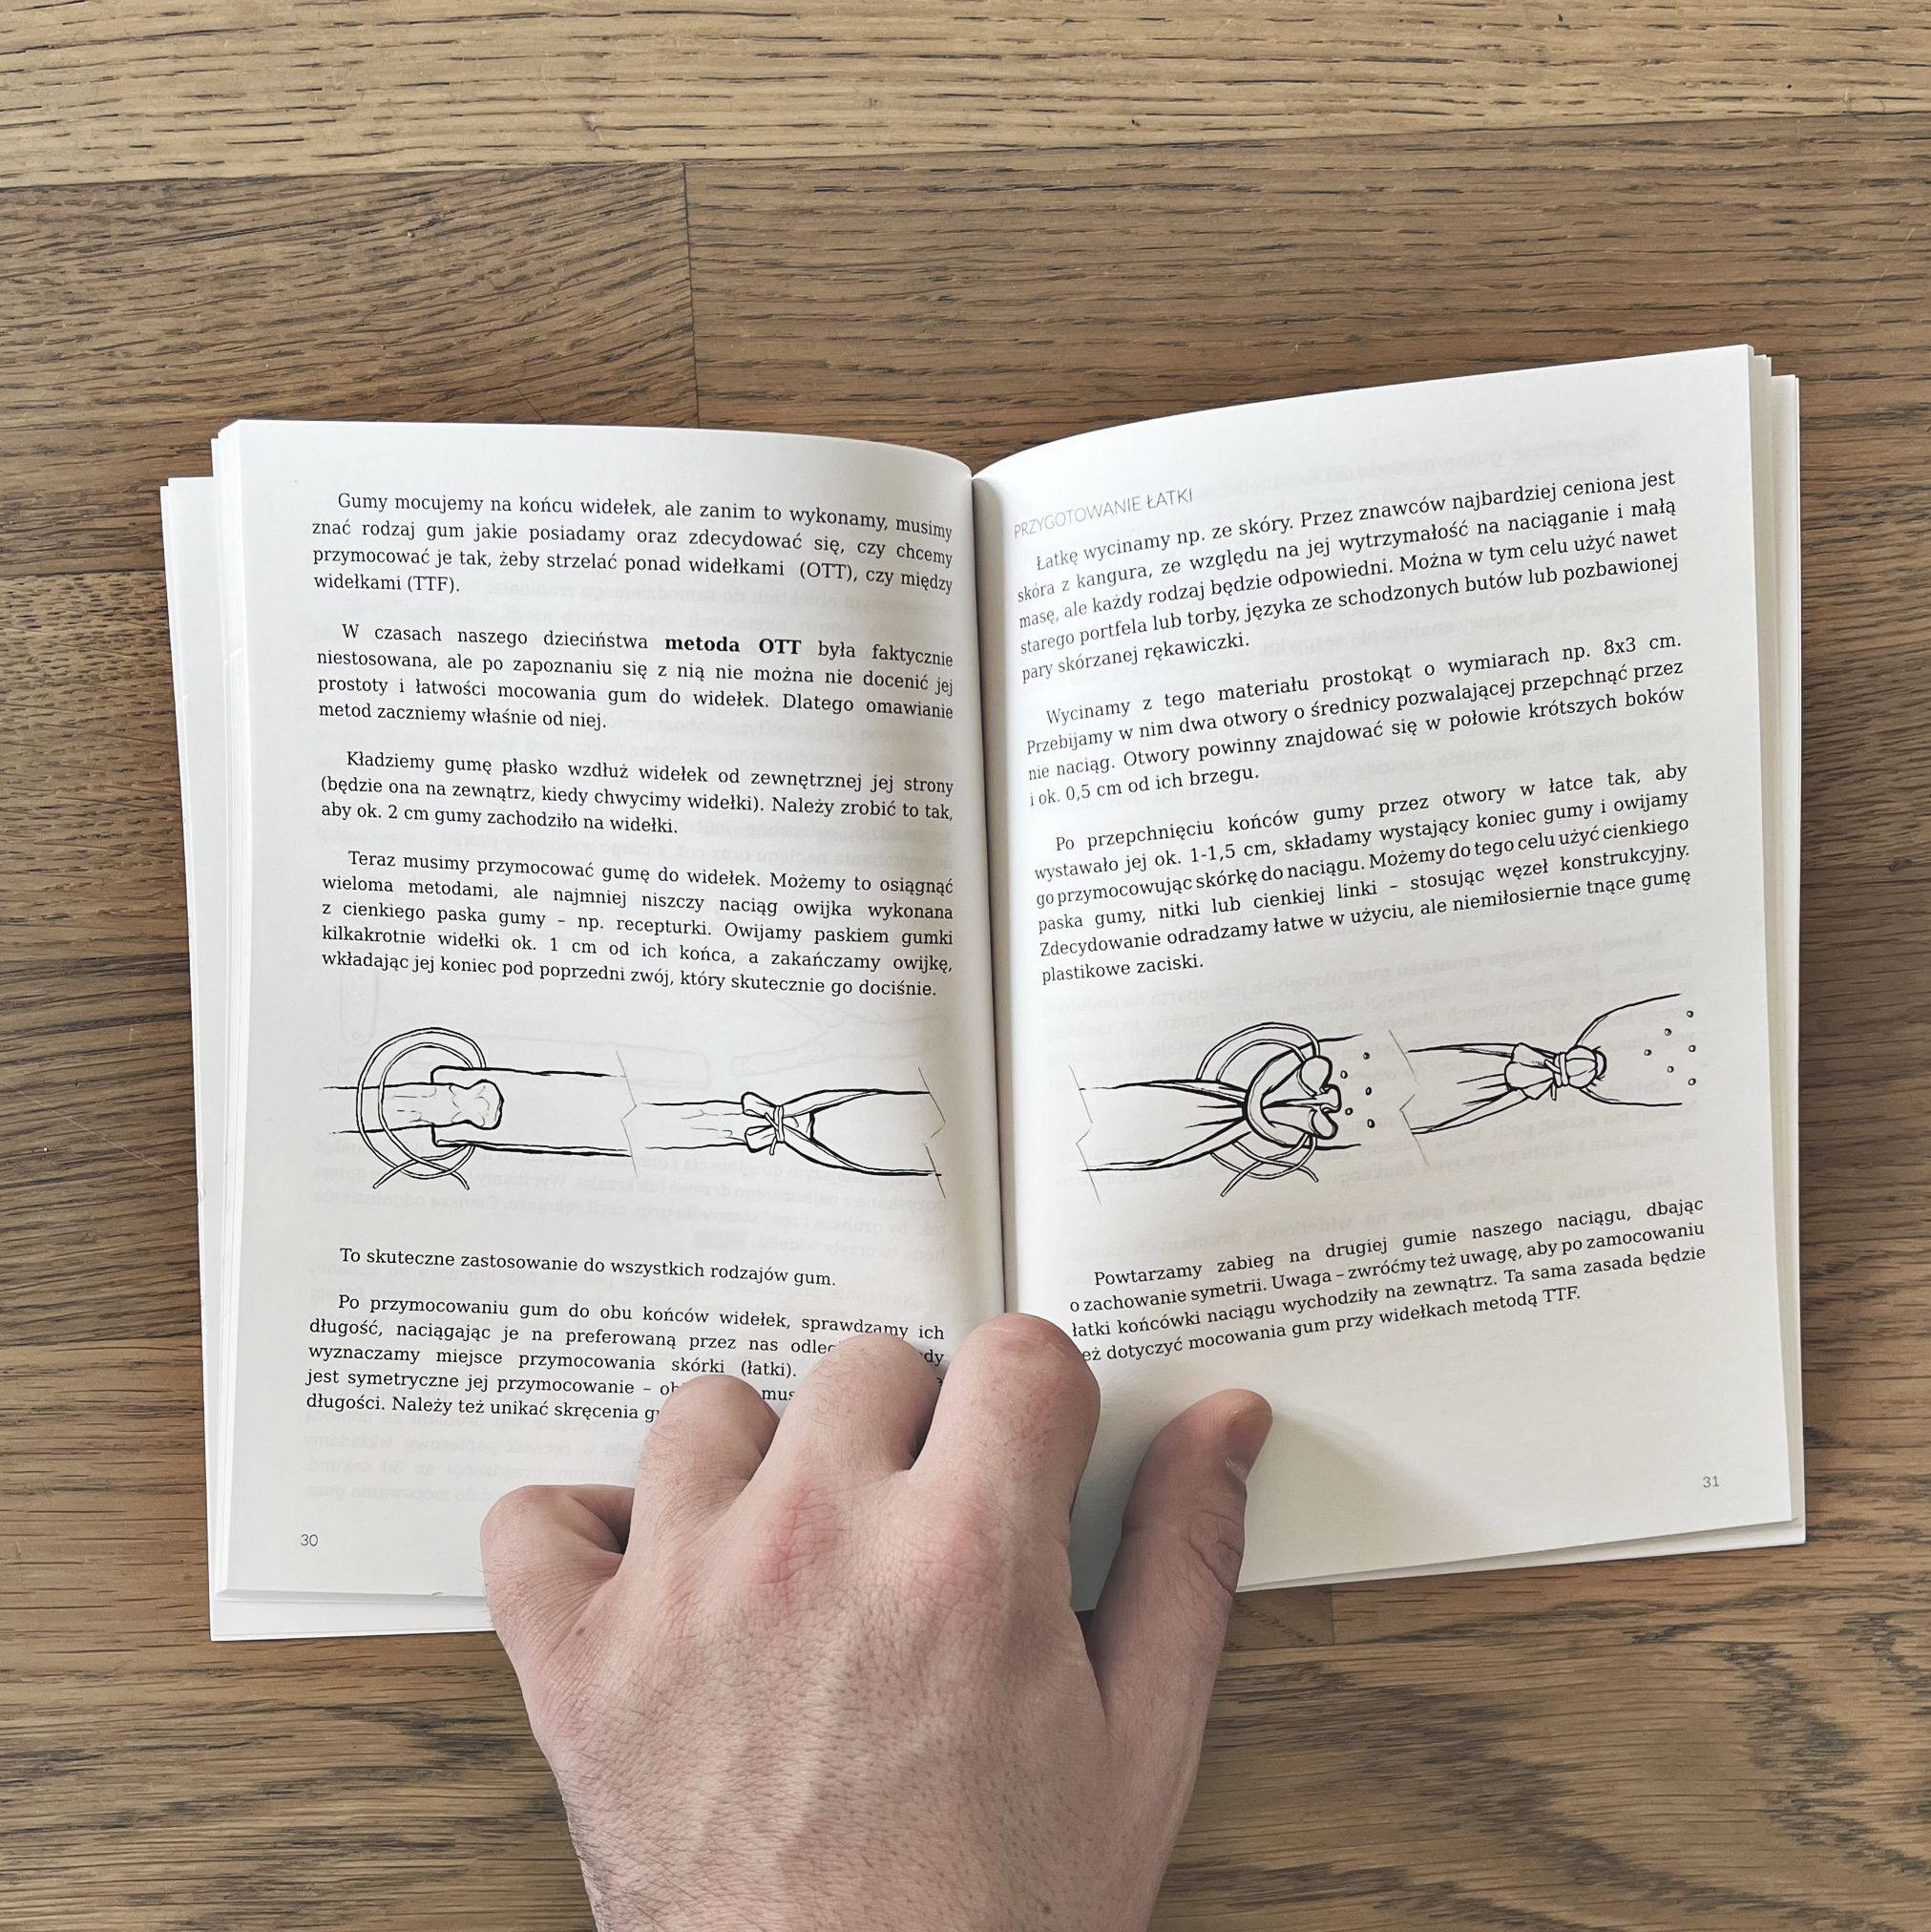 Gumy mocujemy na końcu widełek, ale zanim to wykonamy, musimy
znać rodzaj gum jakie posiadamy oraz zdecydować się, czy chcemy
przymocować je tak, żeby strzelać ponad widełkami (OTT), czy między
widełkami (TTF).
W czasach naszego dzieciństwa metoda OTT była faktycznie
niestosowana, ale po zapoznaniu się z nią nie można nie docenić jej
prostoty i łatwości mocowania gum do widełek. Dlatego omawianie
metod zaczniemy właśnie od niej.
Kładziemy gumę płasko wzdłuż widełek od zewnętrznej jej strony
(będzie ona na zewnątrz, kiedy chwycimy widełki). Należy zrobić to tak,
aby ok. 2 cm gumy zachodziło na widełki.
Teraz musimy przymocować gumę do widełek. Możemy to osiągnąć
wieloma metodami, ale najmniej niszczy naciąg owijka wykonana
z cienkiego paska gumy – np. recepturki. Owijamy paskiem gumki
kilkakrotnie widełki ok. 1 cm od ich końca, a zakańczamy owijkę,
wkładając jej koniec pod poprzedni zwój, który skutecznie go dociśnie.
To skuteczne zastosowanie do wszystkich rodzajów gum.
Po przymocowaniu gum do obu końców widełek, sprawdzamy ich
długość, naciągając je na preferowaną przez nas
wyznaczamy miejsce przymocowania skórki (łatki).
jest symetryczne jej przymocowanie –
długości. Należy też unikać skręcenia
30
PRZYGOTOWANIE ŁATKI
Łatkę wycinamy np. ze skóry. Przez znawców najbardziej ceniona jest
skóra z kangura, ze względu na jej wytrzymałość na naciąganie i małą
masę, ale każdy rodzaj będzie odpowiedni. Można w tym celu użyć nawet
starego portfela lub torby, języka ze schodzonych butów lub pozbawionej
pary skórzanej rękawiczki.
Wycinamy z tego materiału prostokąt o wymiarach np. 8x3 cm.
Przebijamy w nim dwa otwory o średnicy pozwalającej przepchnąć przez
nie naciąg. Otwory powinny znajdować się w połowie krótszych boków
i ok. 0,5 cm od ich brzegu.
Po przepchnięciu końców gumy przez otwory w łatce tak, aby
wystawało jej ok. 1-1,5 cm, składamy wystający koniec gumy i owijamy
go przymocowując skórkę do naciągu. Możemy do tego celu użyć cienkiego
paska gumy, nitki lub cienkiej linki – stosując węzeł konstrukcyjny.
Zdecydowanie odradzamy łatwe w użyciu, ale niemiłosiernie tnące gumę
plastikowe zaciski.
Powtarzamy zabieg na drugiej gumie naszego naciągu, dbając
o zachowanie symetrii. Uwaga – zwróćmy też uwagę, aby po zamocowaniu
łatki końcówki naciągu wychodziły na zewnątrz. Ta sama zasada będzie
też dotyczyć mocowania gum przy widełkach metodą TTF.
31